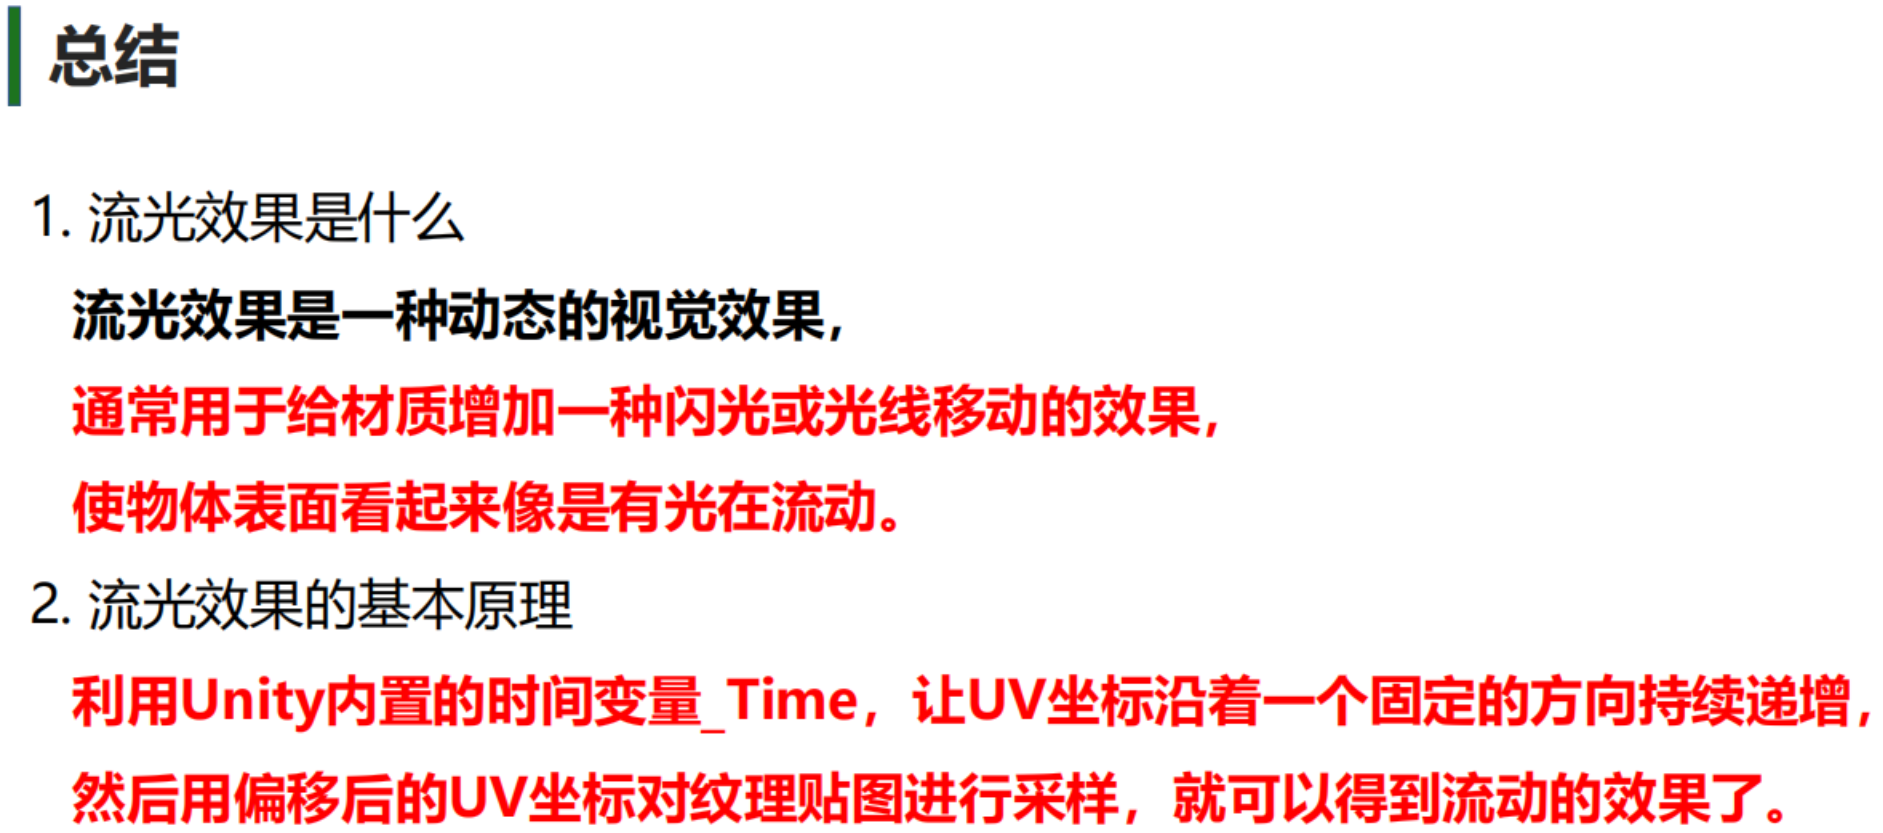 总结
1. 流光效果是什么
流光效果是一种动态的视觉效果，
通常用于给材质增加一种闪光或光线移动的效果，
使物体表面看起来像是有光在流动。
2. 流光效果的基本原理
利用Unity内置的时间变量_Time，让UV坐标沿着一个固定的方向持续递增，
然后用偏移后的UV坐标对纹理贴图进行采样，就可以得到流动的效果了。